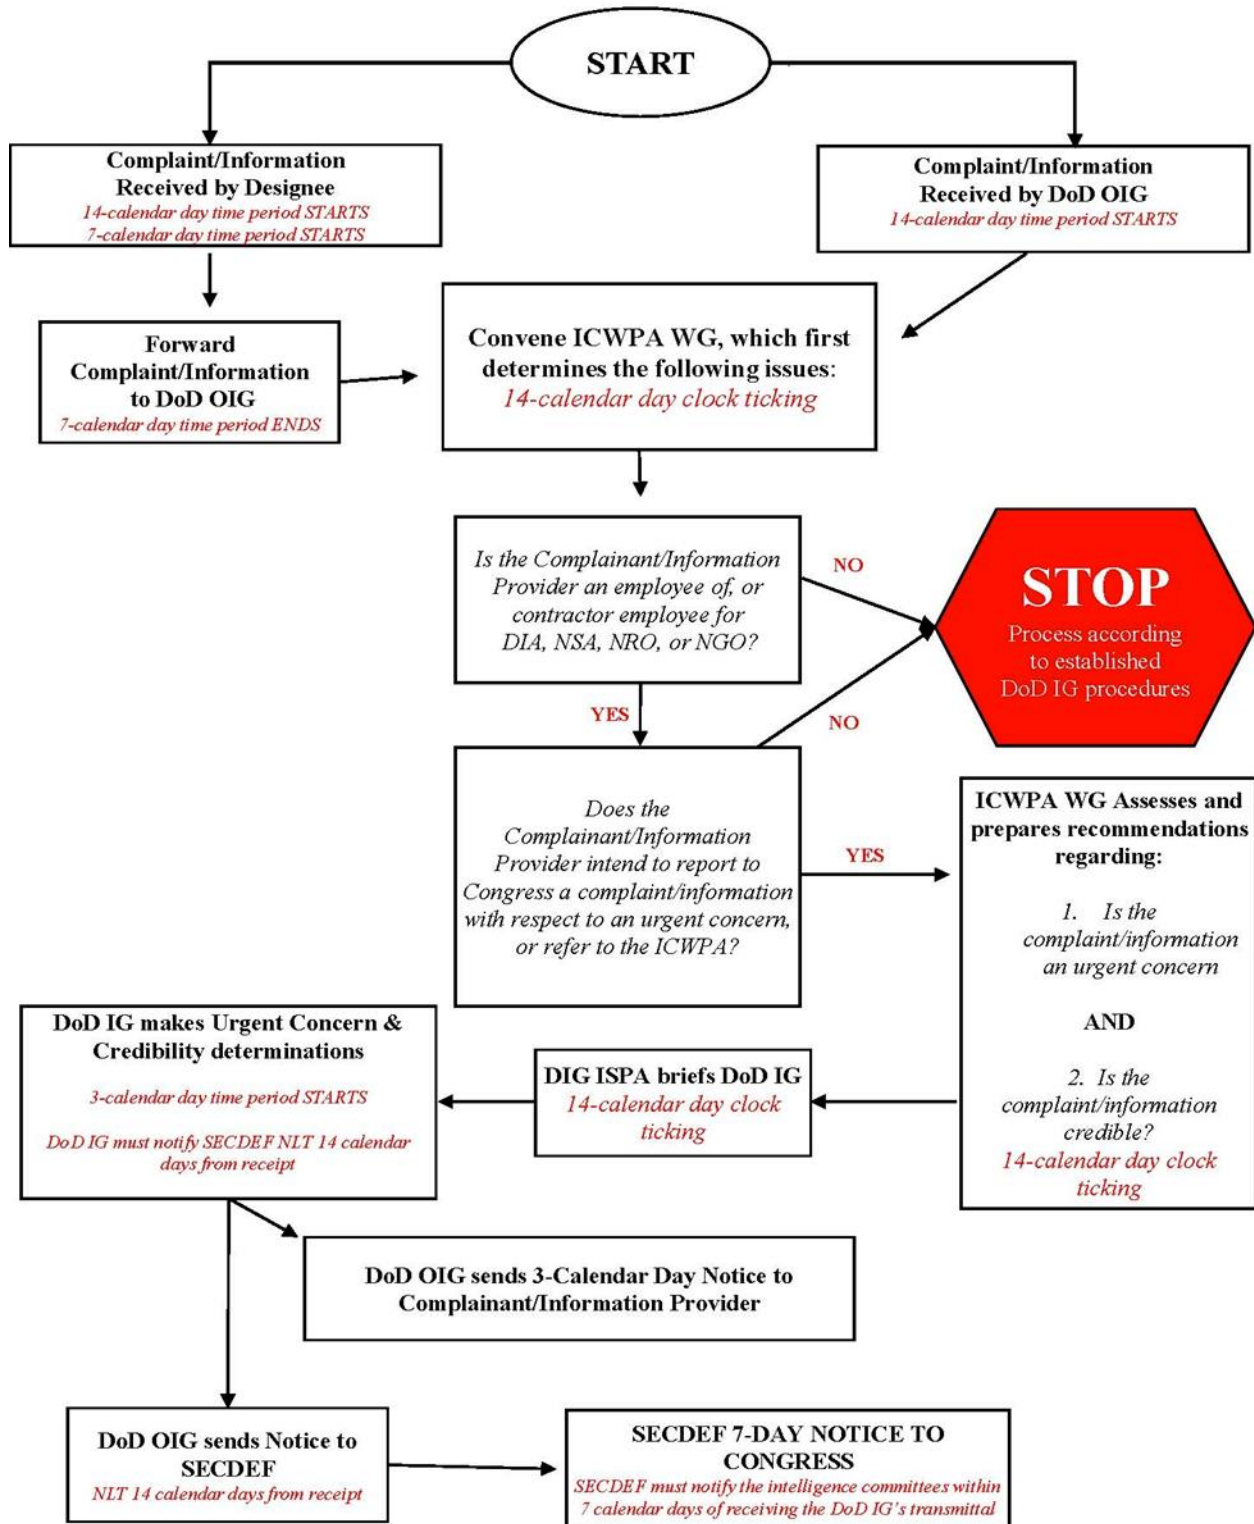 START
Complaint/Information
Received by Designee
14-calendar day time period STARTS
7-calendar day time period STARTS
Complaint/Information
Received by DoD OIG
14-calendar day time period STARTS
Forward
Complaint/Information
to DoD OIG
7-calendar day time period ENDS
Convene ICWPA WG, which first
determines the following issues:
14-calendar day clock ticking
Is the Complainant/Information
Provider an employee of, or
contractor employee for
DIA, NSA, NRO, or NGO?
NO
STOP
Process according
to established
DoD IG procedures
YES
NO
Does the
Complainant/Information
Provider intend to report to
Congress a complaint/information
with respect to an urgent concern,
or refer to the ICWPA?
YES
ICWPA WG Assesses and
prepares recommendations
regarding:
1. Is the
complaint/information
an urgent concern
AND
2. Is the
complaint/information
credible?
14-calendar day clock
ticking
DIG ISPA briefs DoD IG
14-calendar day clock
ticking
DoD IG makes Urgent Concern &
Credibility determinations
3-calendar day time period STARTS
DoD IG must notify SECDEF NLT 14 calendar
days from receipt
DoD OIG sends 3-Calendar Day Notice to
Complainant/Information Provider
DoD OIG sends Notice to
SECDEF
NLT 14 calendar days from receipt
SECDEF 7-DAY NOTICE TO
CONGRESS
SECDEF must notify the intelligence committees within
7 calendar days of receiving the DoD IG's transmittal